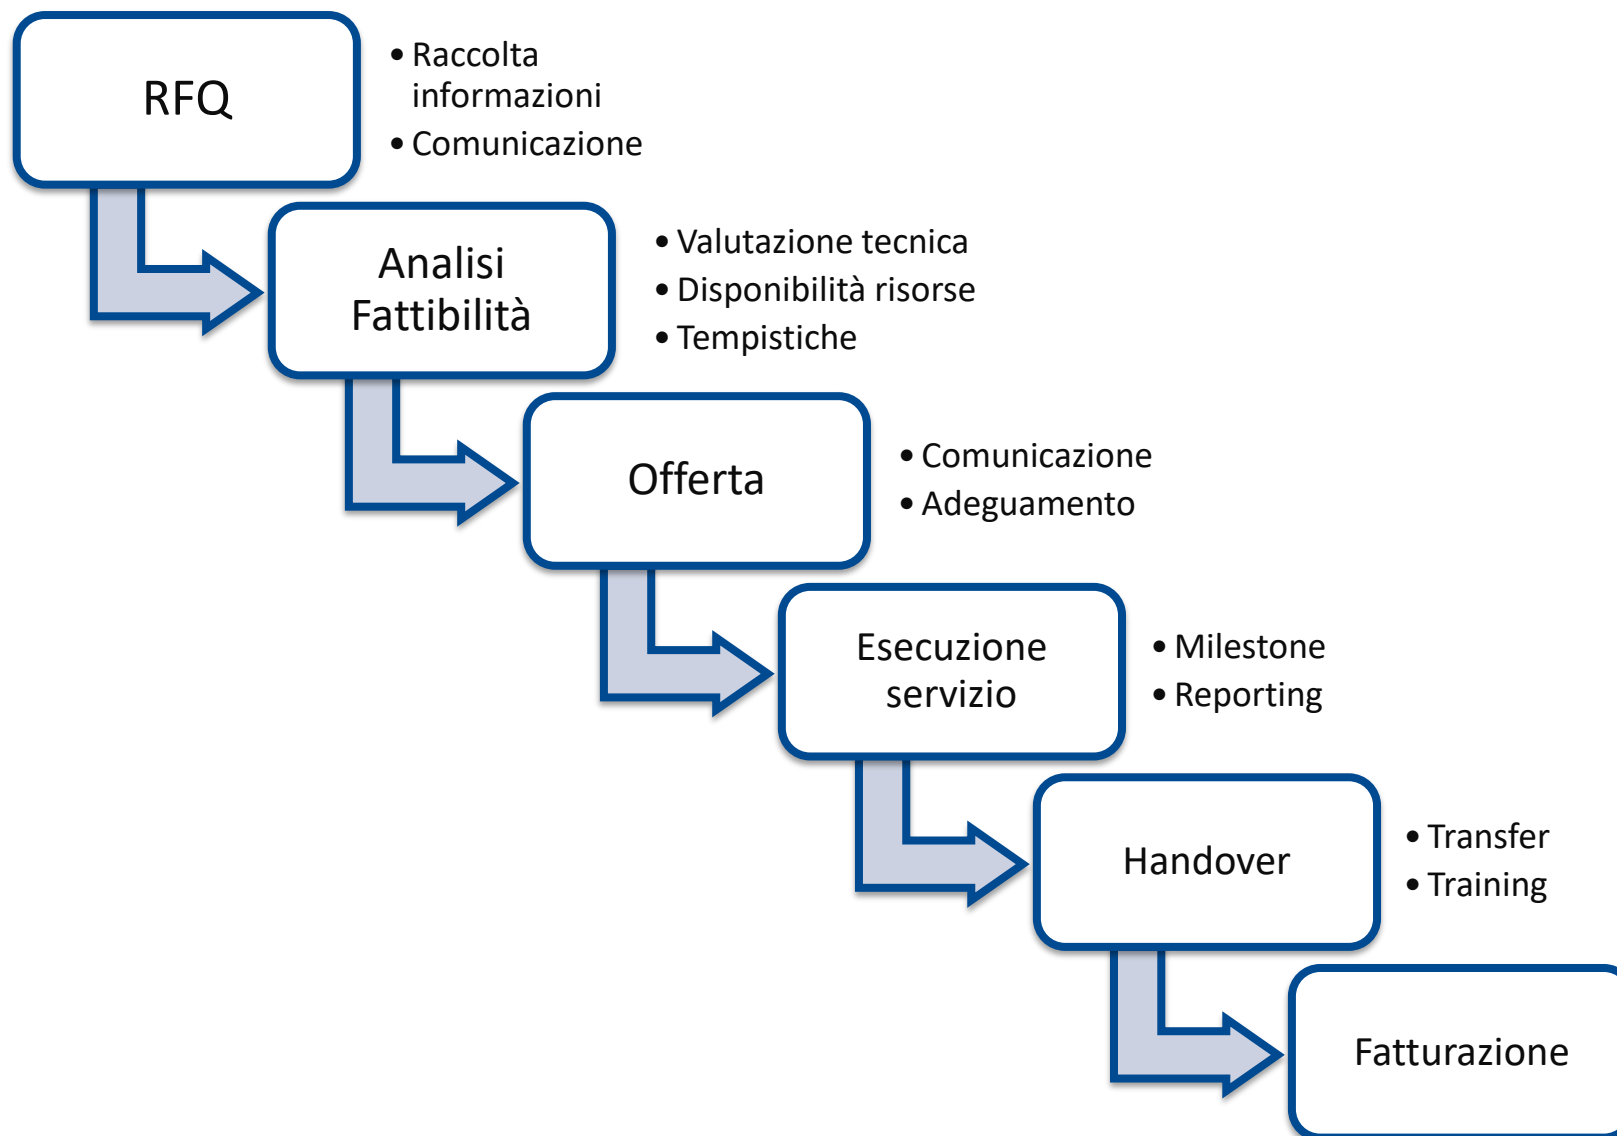 RFQ
• Raccolta
informazioni
• Comunicazione
Analisi
Fattibilità
• Valutazione tecnica
• Disponibilità risorse
• Tempistiche
Offerta
• Comunicazione
• Adeguamento
Esecuzione
servizio
• Milestone
• Reporting
Handover
• Transfer
• Training
Fatturazione